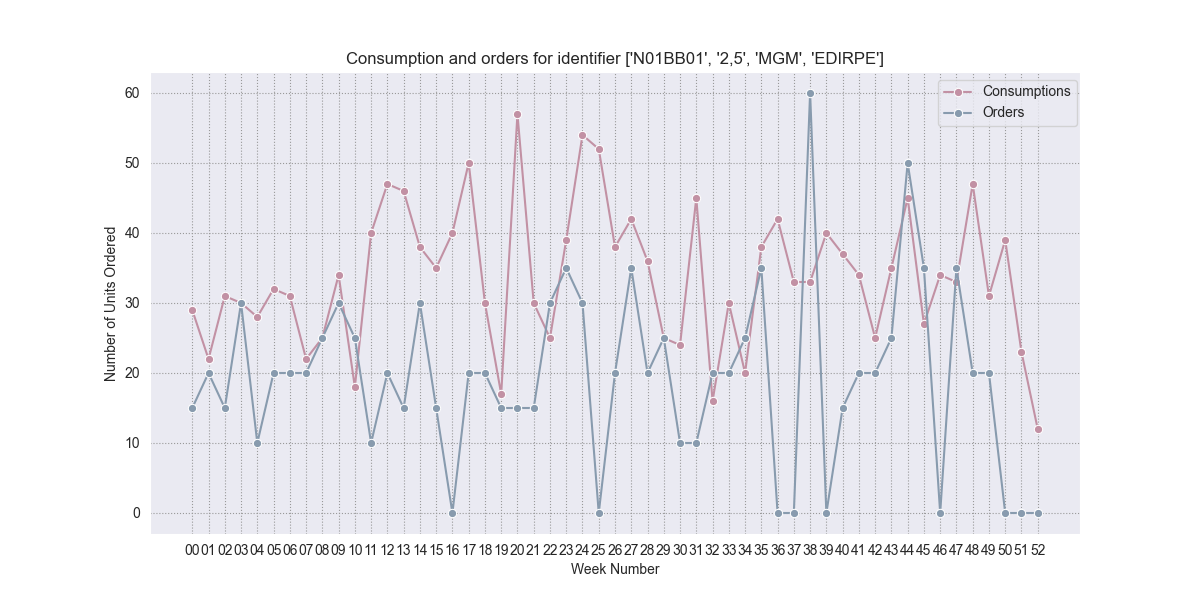 Consumption and orders for identifier ['N01BB01', '2,5', 'MGM', 'EDIRPE']
Consumptions
Orders
Number of Units Ordered
60
50
40
30
20
10
0
00 01 02 03 04 05 06 07 08 09 10 11 12 13 14 15 16 17 18 19 20 21 22 23 24 25 26 27 28 29 30 31 32 33 34 35 36 37 38 39 40 41 42 43 44 45 46 47 48 49 50 51 52
Week Number